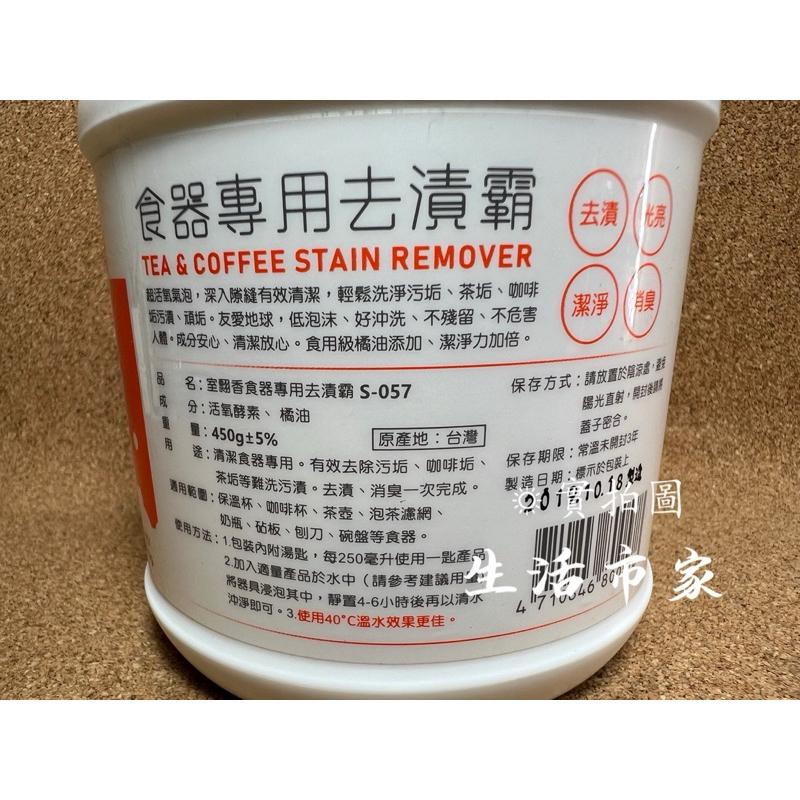 食器專用去漬霸
TEA & COFFEE STAIN REMOVER
去漬
光亮
潔淨
消臭
超活氧氣泡,深入隙縫有效清潔,輕鬆洗淨污垢、茶垢、咖啡
垢污漬、頑垢。友愛地球,低泡沫、好沖洗、不殘留、不危害
人體。成分安心、清潔放心。食用級橘油添加、潔淨力加倍。
品 名:室翲香食器專用去漬霸 S-057
成 分:活氧酵素、橘油
重 量:450g±5%
原產地:台灣
用 途:清潔食器專用。有效去除污垢、咖啡垢、
茶垢等難洗污漬。去漬、消臭一次完成。
適用範圍:保溫杯、咖啡杯、茶壺、泡茶濾網、
奶瓶、砧板、刨刀、碗盤等食器。
使用方法:1.包裝內附湯匙,每250毫升使用一匙產品
2.加入適量產品於水中(請參考建議用
將器具浸泡其中,靜置4-6小時後再以清水
沖淨即可。3.使用40°C溫水效果更佳。
保存方式:請放置於陰涼處,避免
陽光直射,開封後請將
蓋子密合。
保存期限:常溫未開封3年
製造日期:標示於包裝上
10.18.製造
實拍圖
生活市家
4 710646 80